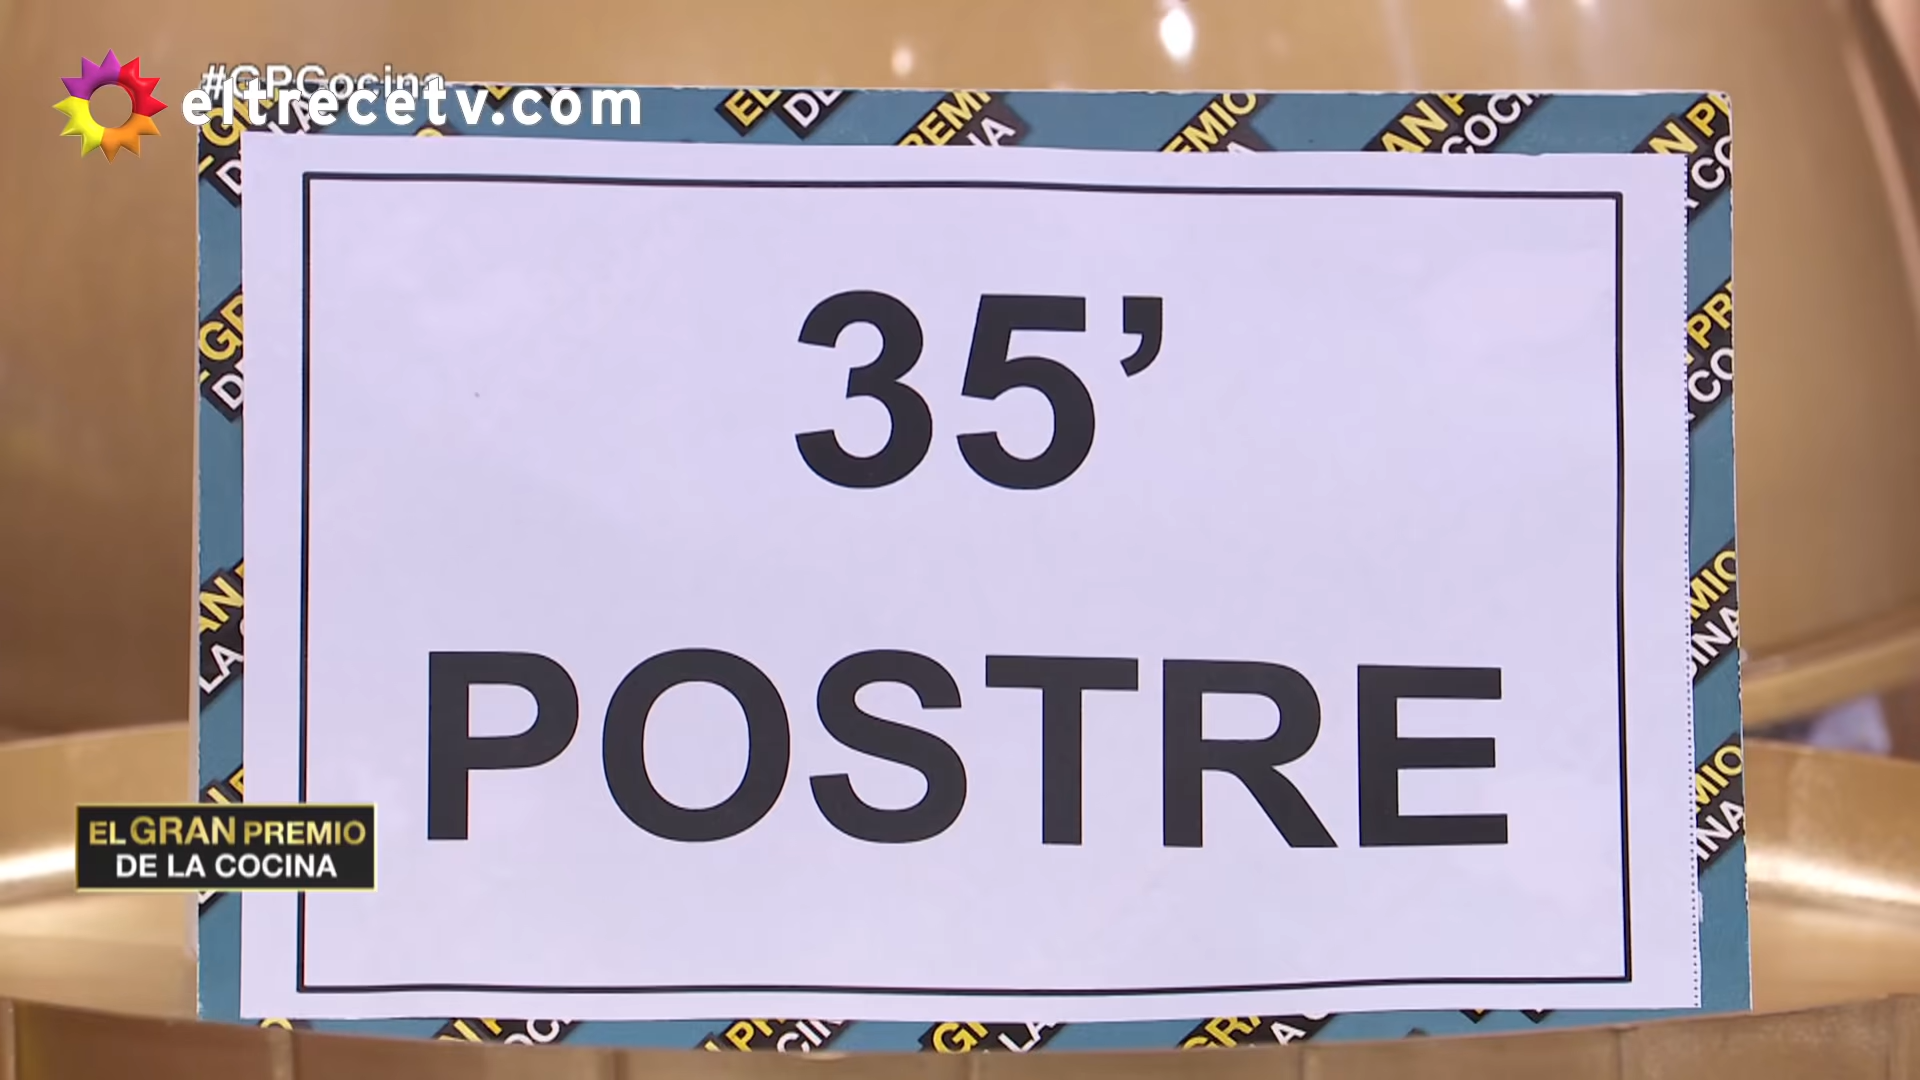 #GPCocina
eltrecetv.com
35’
POSTRE
EL GRAN PREMIO
DE LA COCINA